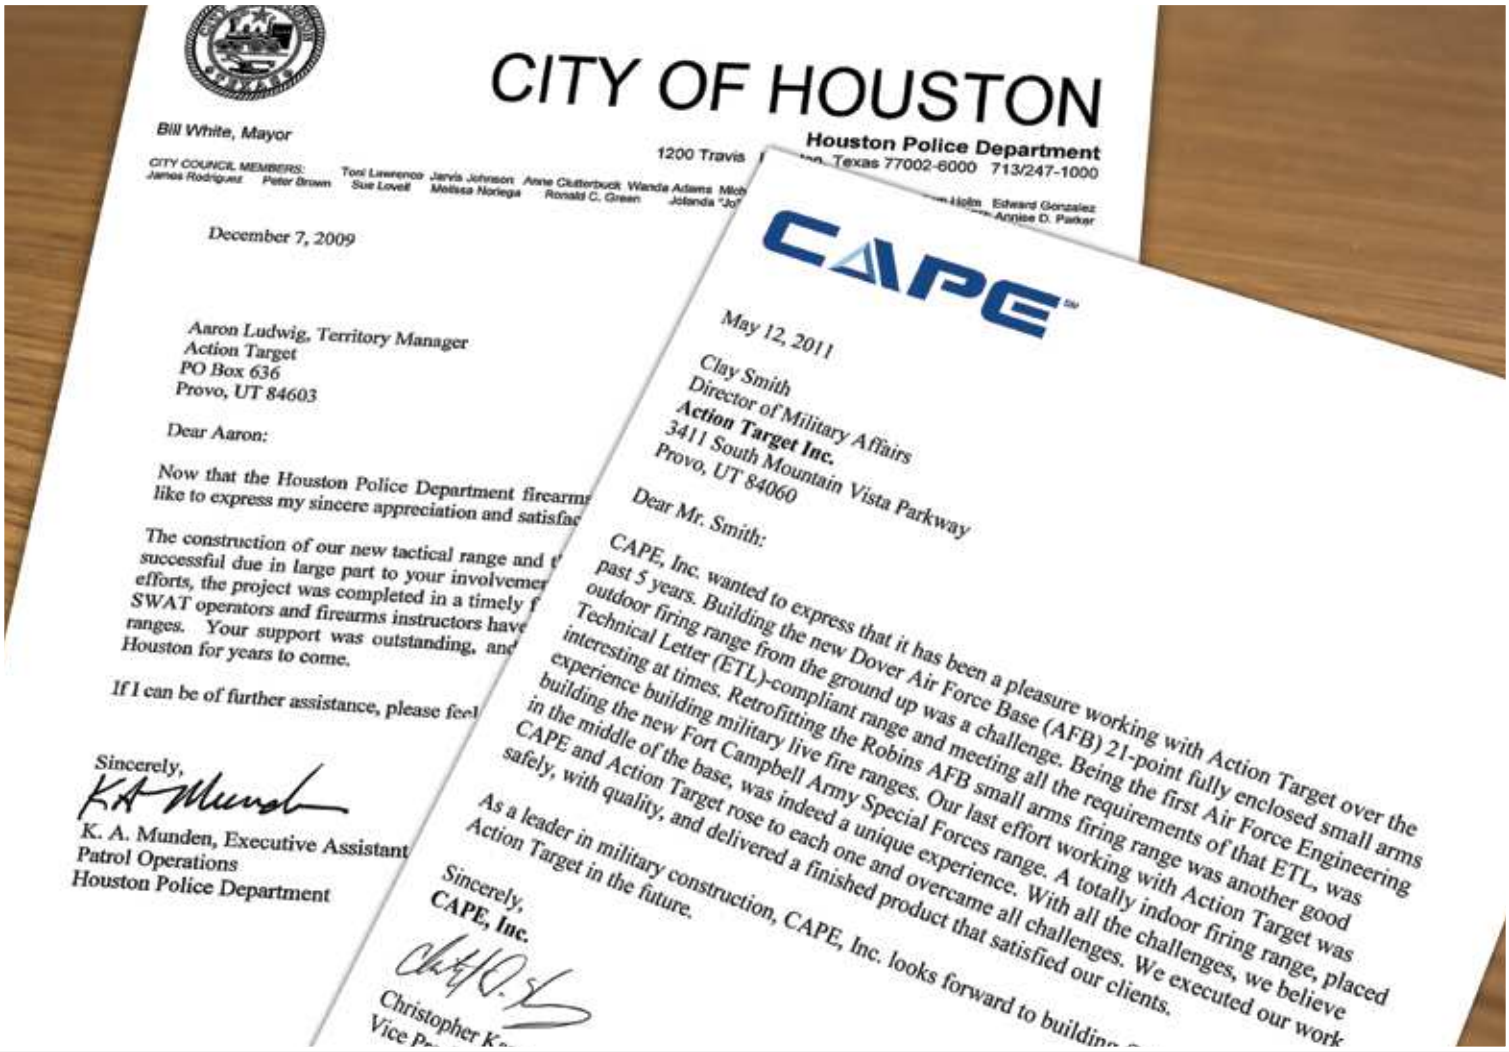 CITY OF HOUSTON
Houston Police Department
1200 Travis Texas 77002-6000 713/247-1000
Bill White, Mayor
CITY COUNCIL MEMBERS: Toni Lawrence Jarvis Johnson Anne Clutterbuck Wanda Adams Holm Edward Gonzalez
James Rodriguez Peter Brown Sue Lovell Melissa Noriega Ronald C. Green Jolanda "Jo Annise D. Parker
December 7, 2009
Aaron Ludwig, Territory Manager
Action Target
PO Box 636
Provo, UT 84603
Dear Aaron:
Now that the Houston Police Department firearms
like to express my sincere appreciation and satisfac
The construction of our new tactical range and t
successful due in large part to your involvemen
efforts, the project was completed in a timely f
SWAT operators and firearms instructors have
ranges. Your support was outstanding, and
Houston for years to come.
If I can be of further assistance, please feel
Sincerely,
K. A. Munden, Executive Assistant
Patrol Operations
Houston Police Department
CAPE SM
May 12, 2011
Clay Smith
Director of Military Affairs
Action Target Inc.
3411 South Mountain Vista Parkway
Provo, UT 84060
Dear Mr. Smith:
CAPE, Inc. wanted to express that it has been a pleasure working with Action Target over the
past 5 years. Building the new Dover Air Force Base (AFB) 21-point fully enclosed small arms
outdoor firing range from the ground up was a challenge. Being the first Air Force Engineering
Technical Letter (ETL)-compliant range and meeting all the requirements of that ETL, was
interesting at times. Retrofitting the Robins AFB small arms firing range was another good
experience building military live fire ranges. Our last effort working with Action Target was
building the new Fort Campbell Army Special Forces range. A totally indoor firing range, placed
in the middle of the base, was indeed a unique experience. With all the challenges, we believe
CAPE and Action Target rose to each one and overcame all challenges. We executed our work
safely, with quality, and delivered a finished product that satisfied our clients.
As a leader in military construction, CAPE, Inc. looks forward to building
Action Target in the future.
Sincerely,
CAPE, Inc.
Christopher
Vice